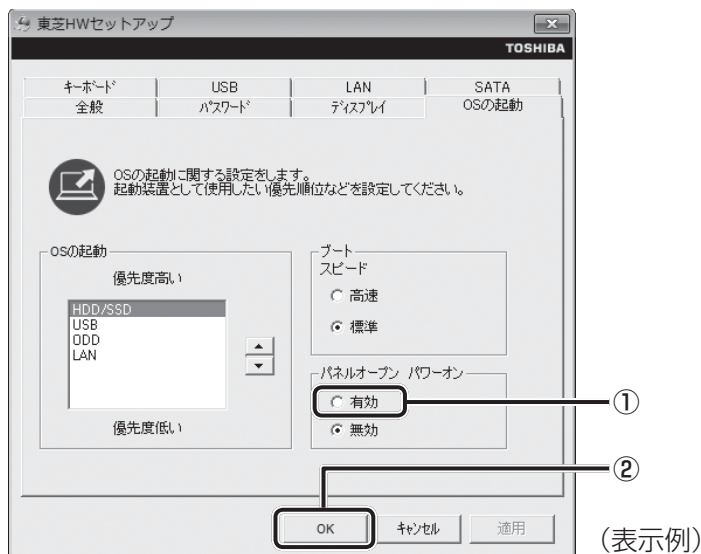 東芝HWセットアップ
TOSHIBA
キーボード USB LAN SATA
全般 パスワード ディスプレイ OSの起動
OSの起動に関する設定をします。
起動装置として使用したい優先順位などを設定してください。
OSの起動
優先度高い
HDD/SSD
USB
ODD
LAN
優先度低い
ブート
スピード
高速
標準
パネルオープン パワーオン
有効
無効
①
②
OK キャンセル 適用
（表示例）